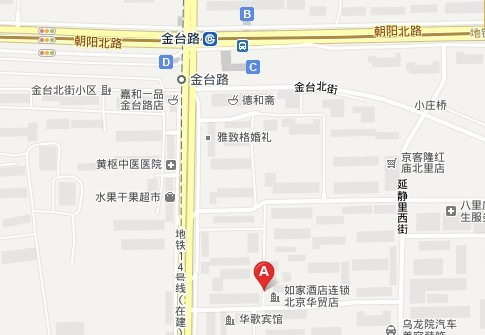 B
朝阳北路
金台路
朝阳北路
地铁
D
C
金台路
金台北街小区
嘉和一品
金台路店
德和斋
金台北街
小庄桥
雅致格婚礼
黄枢中医医院
京客隆红
庙北里店
水果干果超市
延静里西街
八里
生服务
地铁14号线(在建)
A
如家酒店连锁
北京华贸店
华歌宾馆
乌龙院汽车